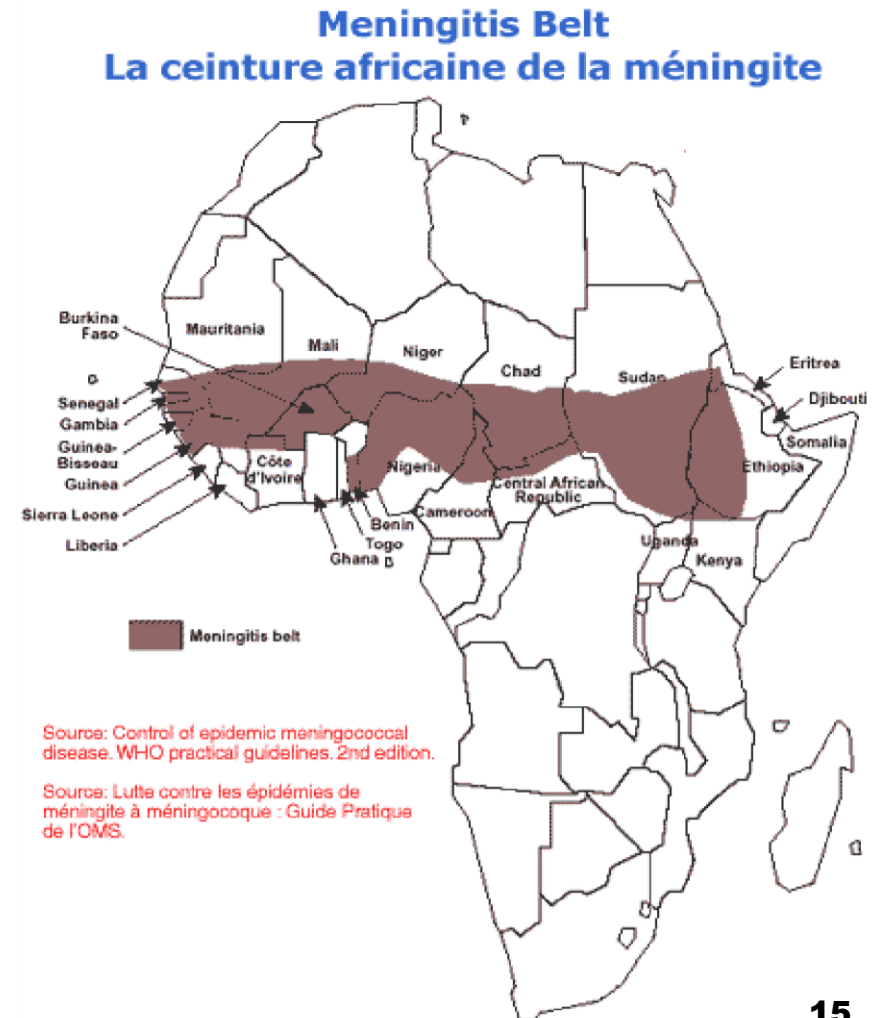 Meningitis Belt
La ceinture africaine de la méningite
Burkina
Faso
Mauritania
Mali
Niger
Chad
Sudan
Eritrea
Djibouti
Somalia
Ethiopia
Senegal
Gambia
Guinea-
Bissau
Guinea
Sierra Leone
Liberia
Côte
d'Ivoire
Ghana
Togo
Benin
Nigeria
Cameroon
Central African
Republic
Uganda
Kenya
Meningitis belt
Source: Control of epidemic meningococcal
disease. WHO practical guidelines. 2nd edition.
Source: Lutte contre les épidémies de
méningite à méningocoque : Guide Pratique
de l'OMS.
15